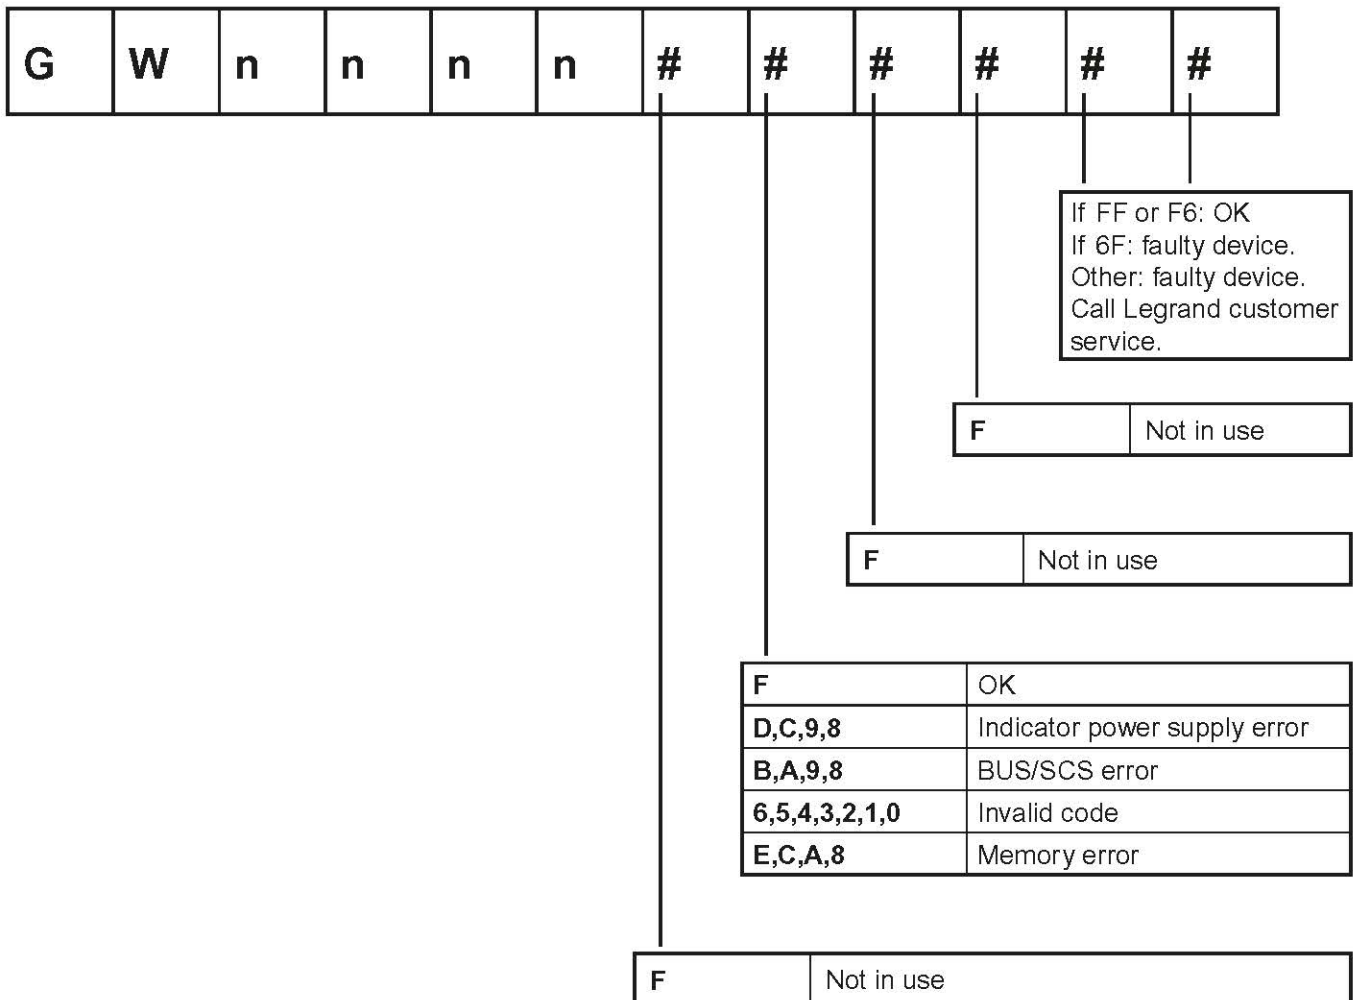 G W n n n n # # # # # #
If FF or F6: OK
If 6F: faulty device.
Other: faulty device.
Call Legrand customer
service.
F Not in use
F Not in use
F OK
D,C,9,8 Indicator power supply error
B,A,9,8 BUS/SCS error
6,5,4,3,2,1,0 Invalid code
E,C,A,8 Memory error
F Not in use